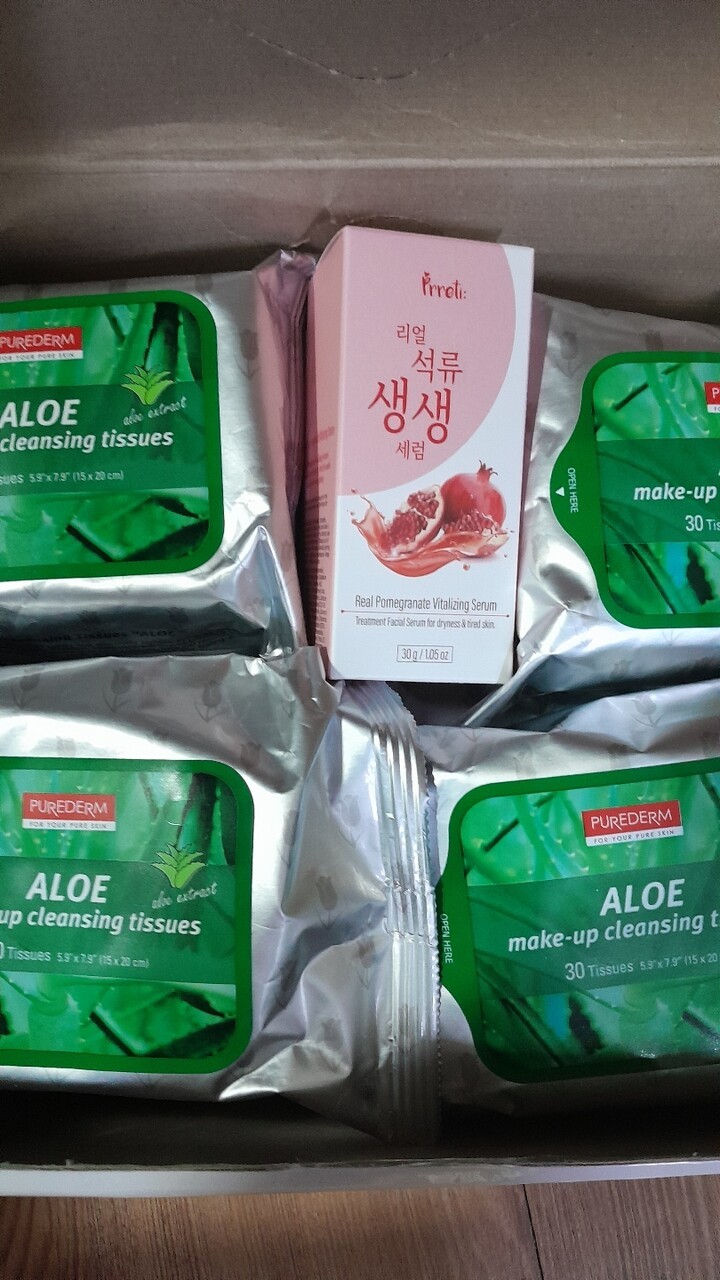 PUREDERM
FOR YOUR PURE SKIN
ALOE
aloe extract
cleansing tissues
5.9"x 7.9" (15 x 20 cm)
Prreti:
리얼
석류
생생
세럼
Real Pomegranate Vitalizing Serum
Treatment Facial Serum for dryness & tired skin.
30 g / 1.05 oz
OPEN HERE
make-up
30
PUREDERM
FOR YOUR PURE SKIN
ALOE
aloe extract
up cleansing tissues
Tissues 5.9"x 7.9" (15 x 20 cm)
OPEN HERE
PUREDERM
FOR YOUR PURE SKIN
ALOE
make-up cleansing
30 Tissues 5.9"x 7.9" (15 x 20